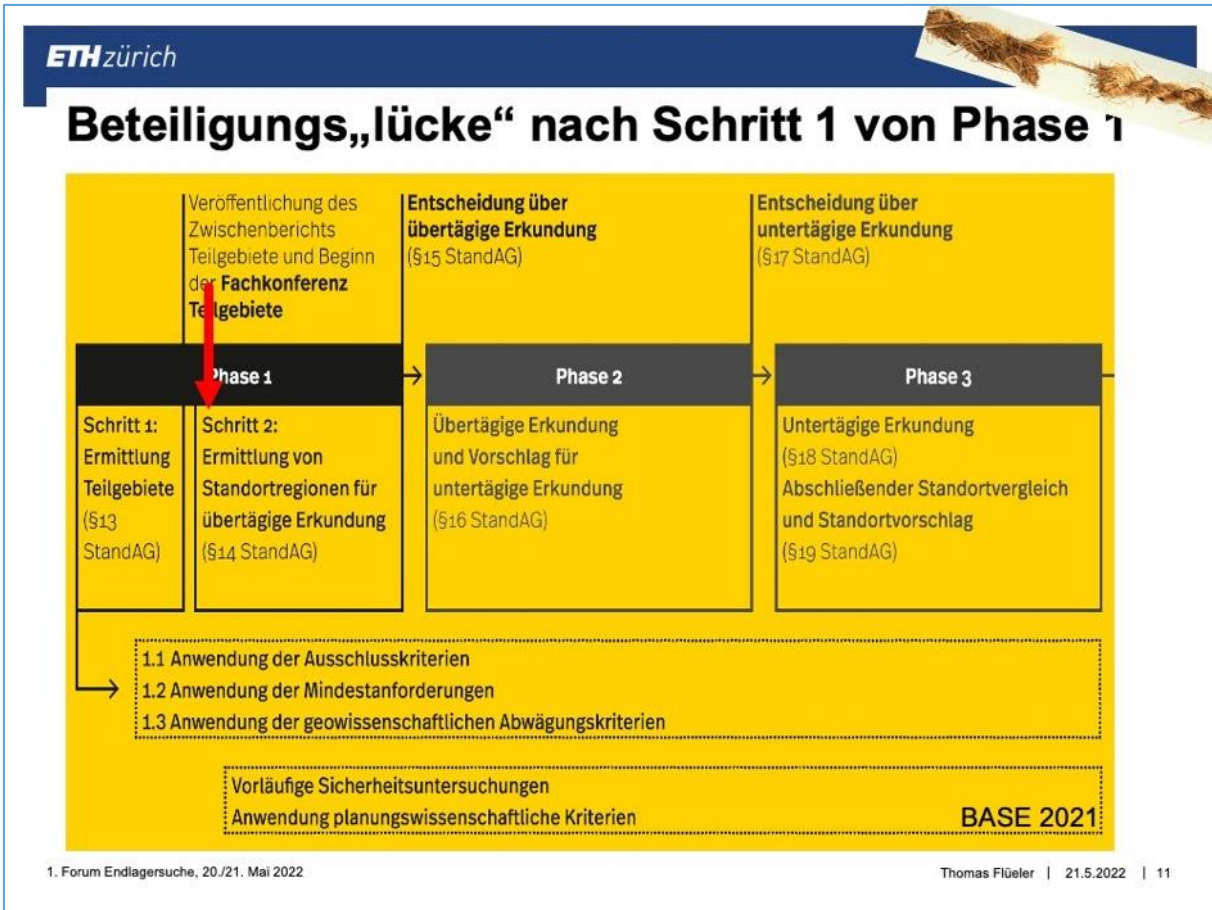 ETH zürich
Beteiligungs„lücke“ nach Schritt 1 von Phase 1
Veröffentlichung des
Zwischenberichts
Teilgebiete und Beginn
der Fachkonferenz
Teilgebiete
Entscheidung über
übertägige Erkundung
(§15 StandAG)
Entscheidung über
untertägige Erkundung
(§17 StandAG)
Phase 1
Phase 2
Phase 3
Schritt 1:
Ermittlung
Teilgebiete
(§13
StandAG)
Schritt 2:
Ermittlung von
Standortregionen für
übertägige Erkundung
(§14 StandAG)
Übertägige Erkundung
und Vorschlag für
untertägige Erkundung
(§16 StandAG)
Untertägige Erkundung
(§18 StandAG)
Abschließender Standortvergleich
und Standortvorschlag
(§19 StandAG)
1.1 Anwendung der Ausschlusskriterien
1.2 Anwendung der Mindestanforderungen
1.3 Anwendung der geowissenschaftlichen Abwägungskriterien
Vorläufige Sicherheitsuntersuchungen
Anwendung planungswissenschaftliche Kriterien
BASE 2021
1. Forum Endlagersuche, 20./21. Mai 2022
Thomas Flüeler | 21.5.2022 | 11